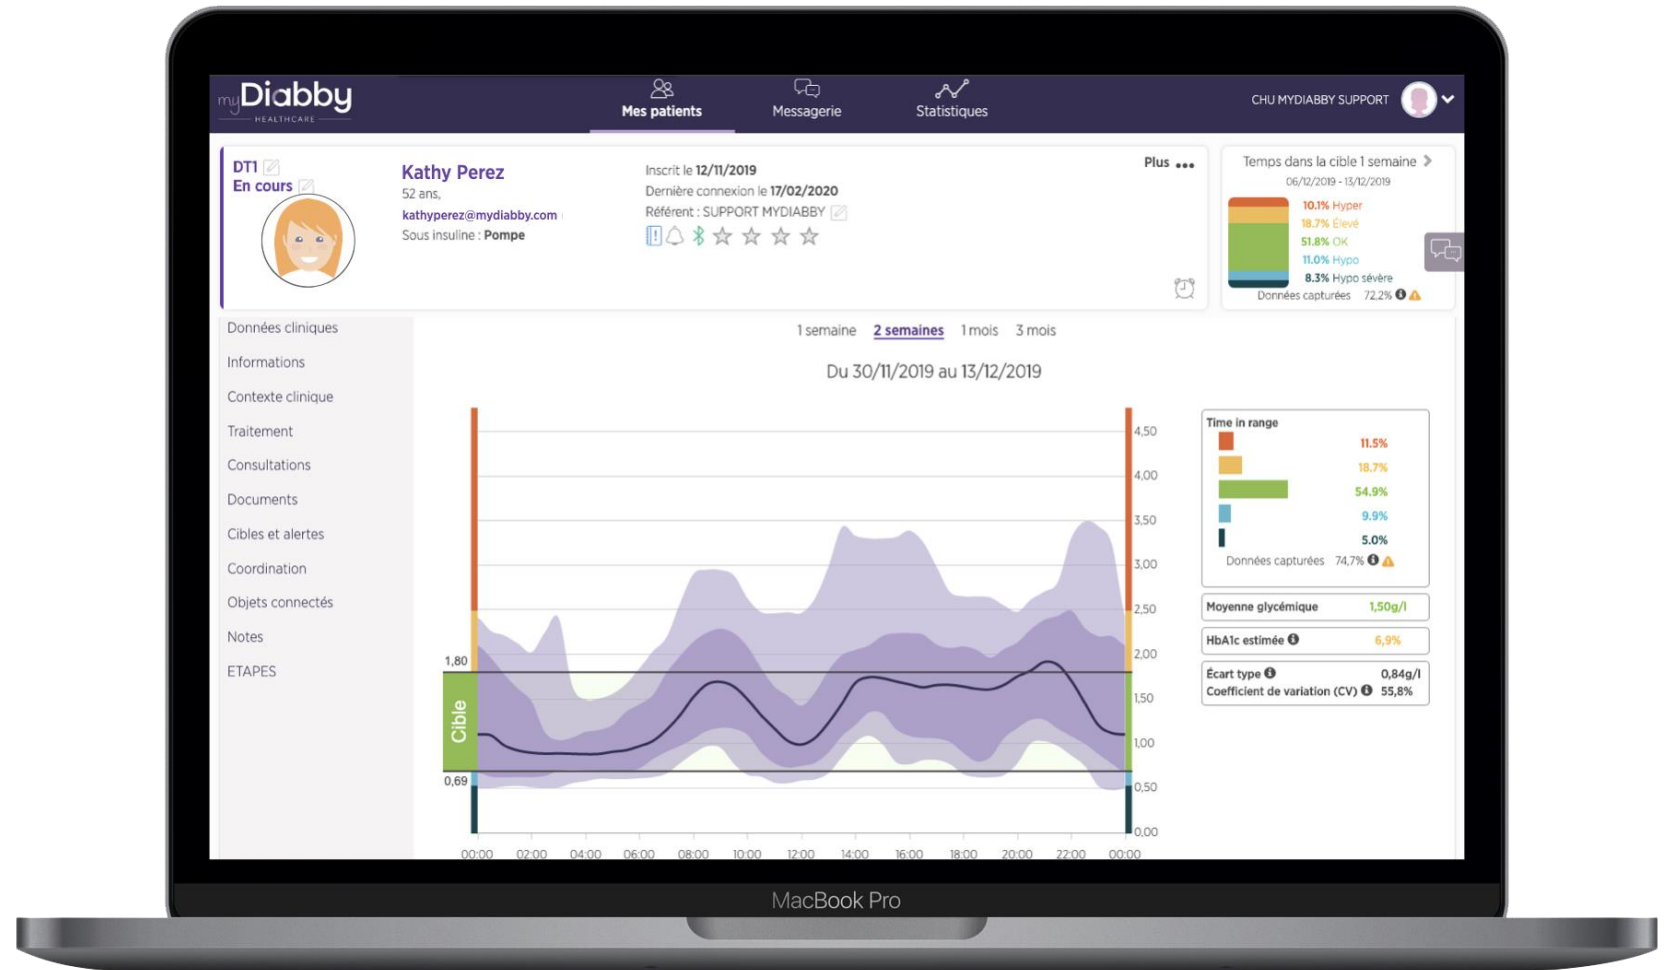 myDiabby
HEALTHCARE
Mes patients
Messagerie
Statistiques
CHU MYDIABBY SUPPORT
DT1
En cours
Kathy Perez
52 ans,
kathyperez@mydiabby.com
Sous insuline : Pompe
Inscrit le 12/11/2019
Dernière connexion le 17/02/2020
Référent : SUPPORT MYDIABBY
Plus
Temps dans la cible 1 semaine
06/12/2019 - 13/12/2019
10.1% Hyper
18.7% Élevé
51.8% OK
11.0% Hypo
8.3% Hypo sévère
Données capturées 72.2%
Données cliniques
Informations
Contexte clinique
Traitement
Consultations
Documents
Cibles et alertes
Coordination
Objets connectés
Notes
ETAPES
1 semaine 2 semaines 1 mois 3 mois
Du 30/11/2019 au 13/12/2019
1,80
Cible
0,69
4,50
4,00
3,50
3,00
2,50
2,00
1,50
1,00
0,50
0,00
00:00 02:00 04:00 06:00 08:00 10:00 12:00 14:00 16:00 18:00 20:00 22:00 00:00
Time in range
11.5%
18.7%
54.9%
9.9%
5.0%
Données capturées 74,7%
Moyenne glycémique 1,50g/l
HbA1c estimée 6,9%
Écart type 0,84g/l
Coefficient de variation (CV) 55,8%
MacBook Pro